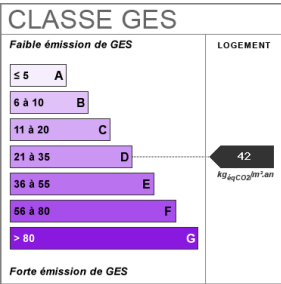 CLASSE GES
Faible émission de GES
LOGEMENT
≤ 5 A
6 à 10 B
11 à 20 C
21 à 35 D
42
kgéqCO2/m².an
36 à 55 E
56 à 80 F
> 80 G
Forte émission de GES